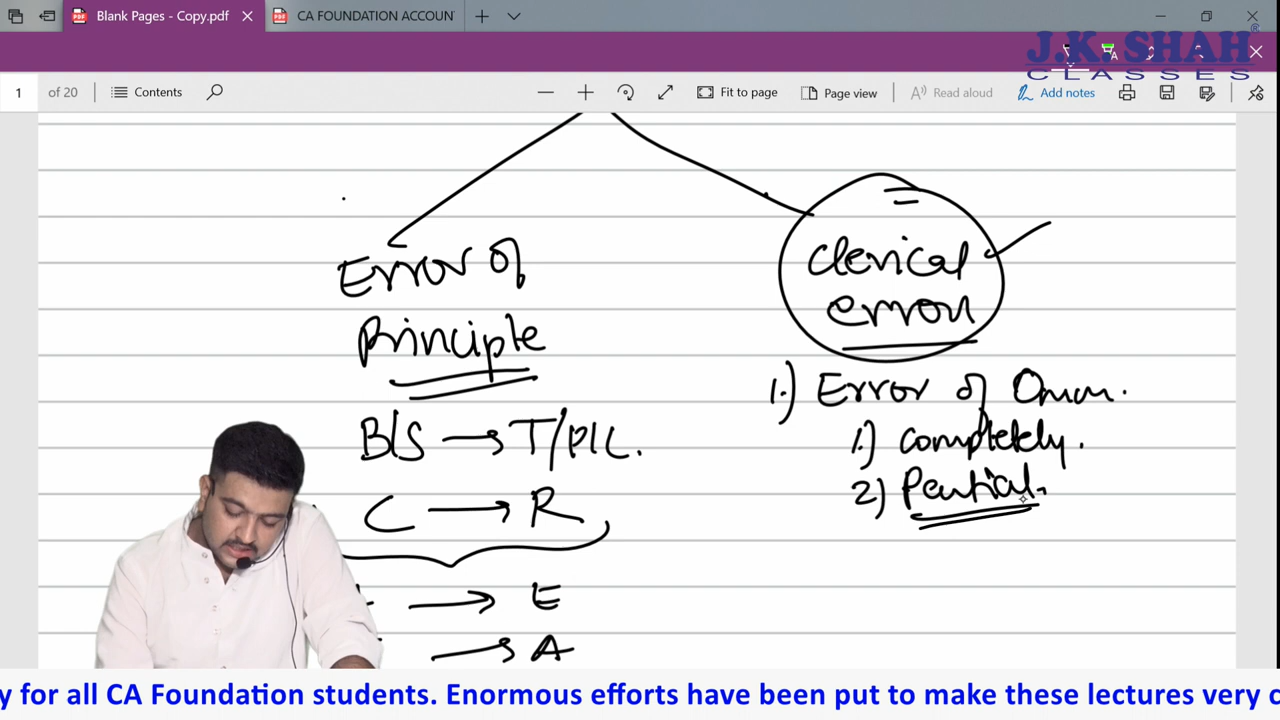 Blank Pages - Copy.pdf
CA FOUNDATION ACCOUN
J.K. SHAH®
CLASSES
1 of 20 Contents Fit to page Page view Read aloud Add notes
Error of
Principle
B/S → T/P/L.
C → R
→ E
→ A
Clerical
error
1.) Error of Omm.
1.) Completely.
2) Partial.
y for all CA Foundation students. Enormous efforts have been put to make these lectures very c